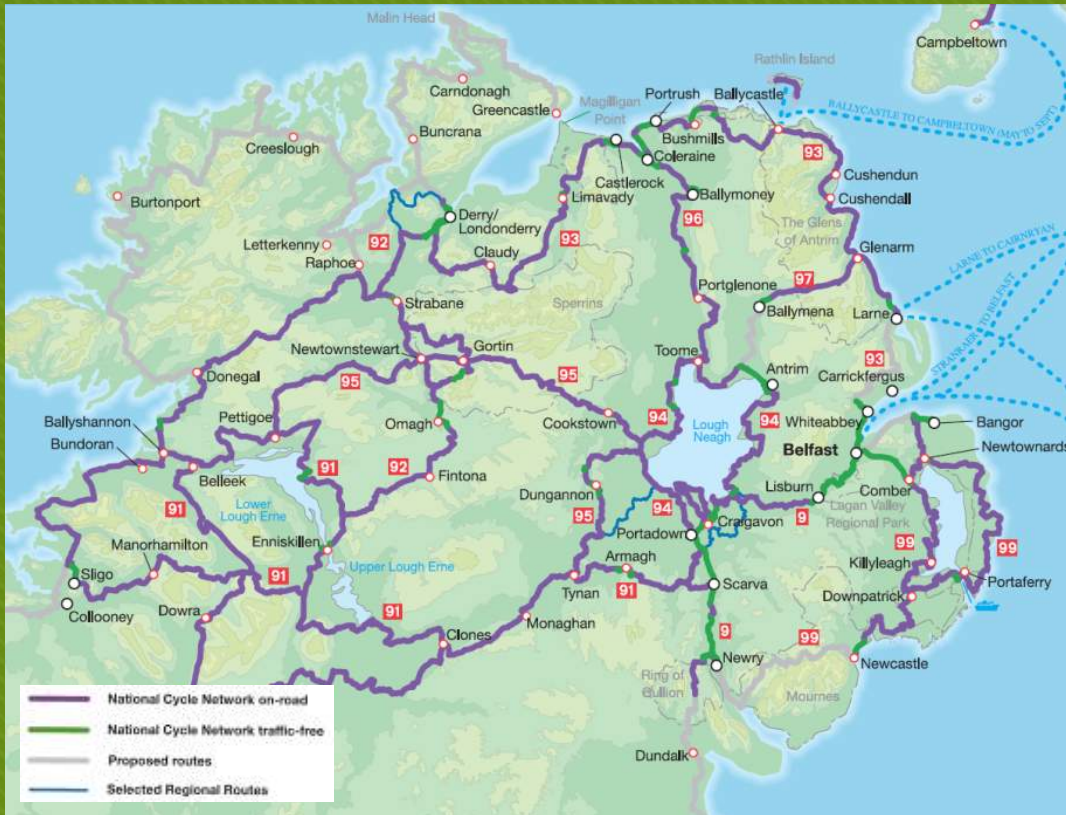 Malin Head
Campbeltown
Rathlin Island
Carndonagh
Greencastle
Magilligan
Point
Portrush
Ballycastle
BALLYCASTLE TO CAMPBELTOWN (MAY TO SEPT)
Buncrana
Bushmills
Creeslough
Coleraine
93
Cushendun
Castlerock
Burtonport
Limavady
Ballymoney
Cushendall
Derry/
Londonderry
96
The Glens
of Antrim
92
93
Letterkenny
Claudy
Glenarm
LARNE TO CAIRNRYAN
Raphoe
97
Portglenone
Strabane
Sperrins
Ballymena
Larne
STRANRAER TO BELFAST
Newtownstewart
Gortin
Toome
93
Donegal
95
95
Antrim
Carrickfergus
Pettigoe
Cookstown
94
94
Whiteabbey
Ballyshannon
Omagh
Lough
Neagh
Bangor
Bundoran
Belfast
Newtownards
91
92
Belleek
Fintona
Lisburn
Comber
Lower
Lough Erne
Dungannon
91
94
9
Lagan Valley
Regional Park
95
Craigavon
Portadown
Manorhamilton
Enniskillen
99
99
Armagh
Killyleagh
Upper Lough Erne
Sligo
91
91
Scarva
Portaferry
Tynan
Downpatrick
Collooney
Dowra
91
Monaghan
9
Clones
99
Newry
Newcastle
Ring of
Gullion
Mournes
Dundalk
National Cycle Network on-road
National Cycle Network traffic-free
Proposed routes
Selected Regional Routes